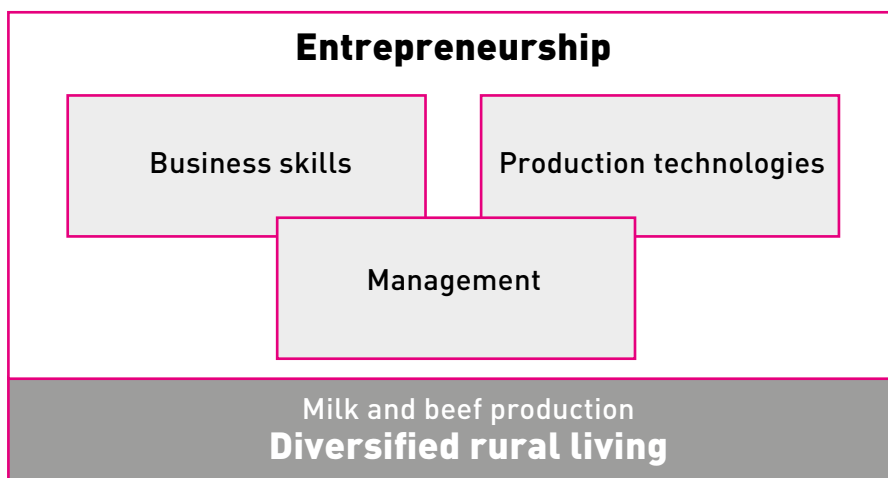 Entrepreneurship
Business skills
Production technologies
Management
Milk and beef production
Diversified rural living